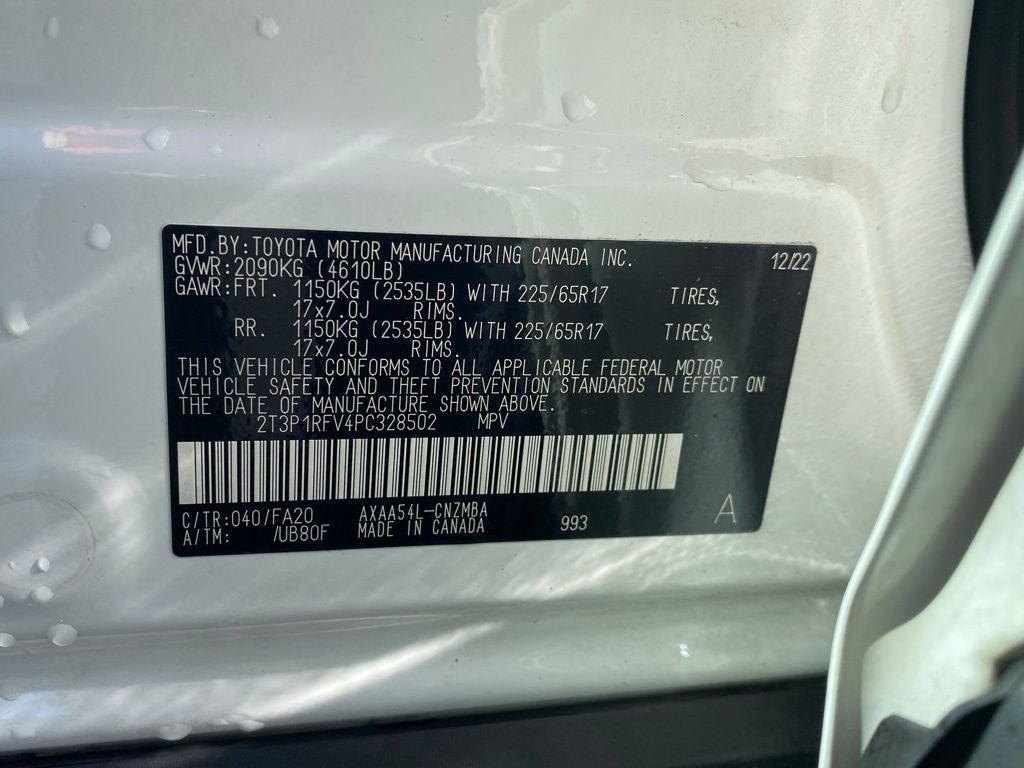 MFD.BY:TOYOTA MOTOR MANUFACTURING CANADA INC. 12/22
GVWR:2090KG (4610LB)
GAWR:FRT. 1150KG (2535LB) WITH 225/65R17 TIRES,
17x7.0J RIMS.
RR. 1150KG (2535LB) WITH 225/65R17 TIRES,
17x7.0J RIMS.
THIS VEHICLE CONFORMS TO ALL APPLICABLE FEDERAL MOTOR
VEHICLE SAFETY AND THEFT PREVENTION STANDARDS IN EFFECT ON
THE DATE OF MANUFACTURE SHOWN ABOVE.
2T3P1RFV4PC328502 MPV
C/TR:040/FA20 AXAA54L-CNZMBA
A/TM: /UB80F MADE IN CANADA 993 A